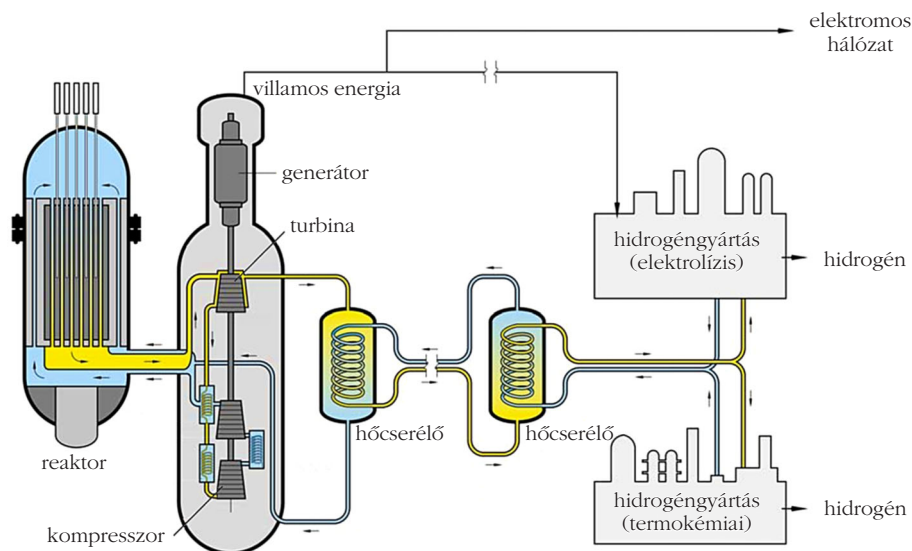 elektromos
hálózat
villamos energia
generátor
turbina
hidrogéngyártás
(elektrolízis)
hidrogén
hőcserélő
hőcserélő
reaktor
kompresszor
hidrogéngyártás
(termokémiai)
hidrogén